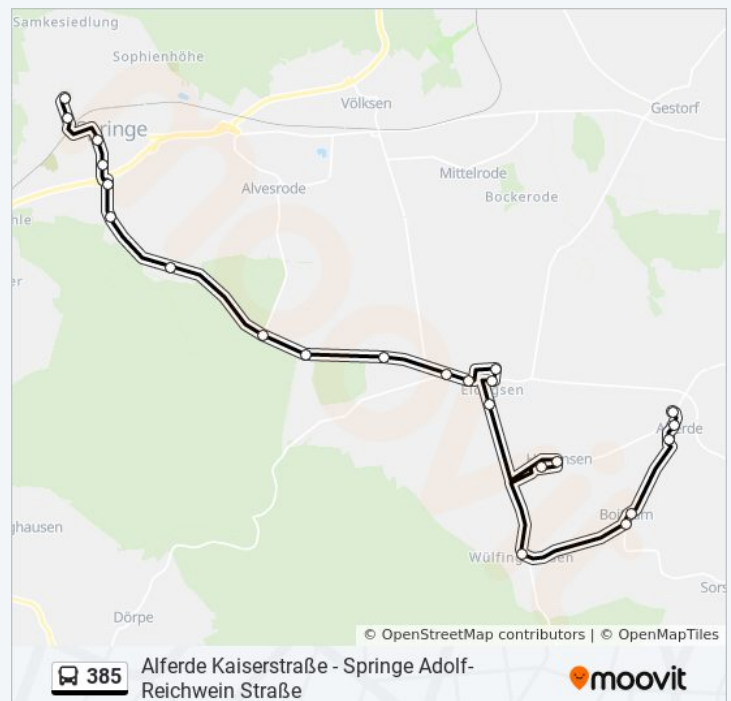 Samkesiedlung
Sophienhöhe
Völksen
Gestorf
Springe
Mittelrode
Alvesrode
Bockerode
hle
er
Eldagsen
Alferde
Holtensen
ghausen
Boitzum
Wülfinghausen
Sors
Dörpe
© OpenStreetMap contributors | © OpenMapTiles
385
Alferde Kaiserstraße - Springe Adolf-
Reichwein Straße
moovit